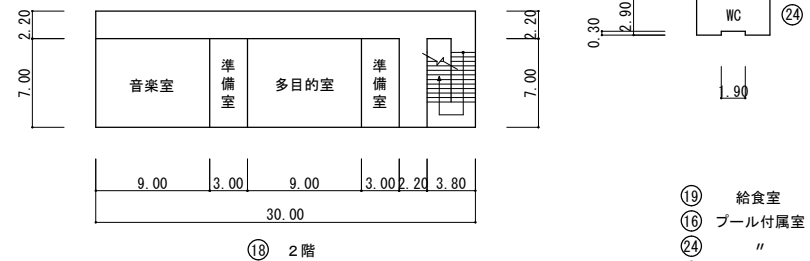 2.20
7.00
音楽室
準備室
多目的室
準備室
2.20
7.00
9.00 3.00 9.00 3.00 2.20 3.80
30.00
⑱ 2階
0.30
2.90
WC
㉔
1.90
⑲ 給食室
⑯ プール付属室
㉔ 〃